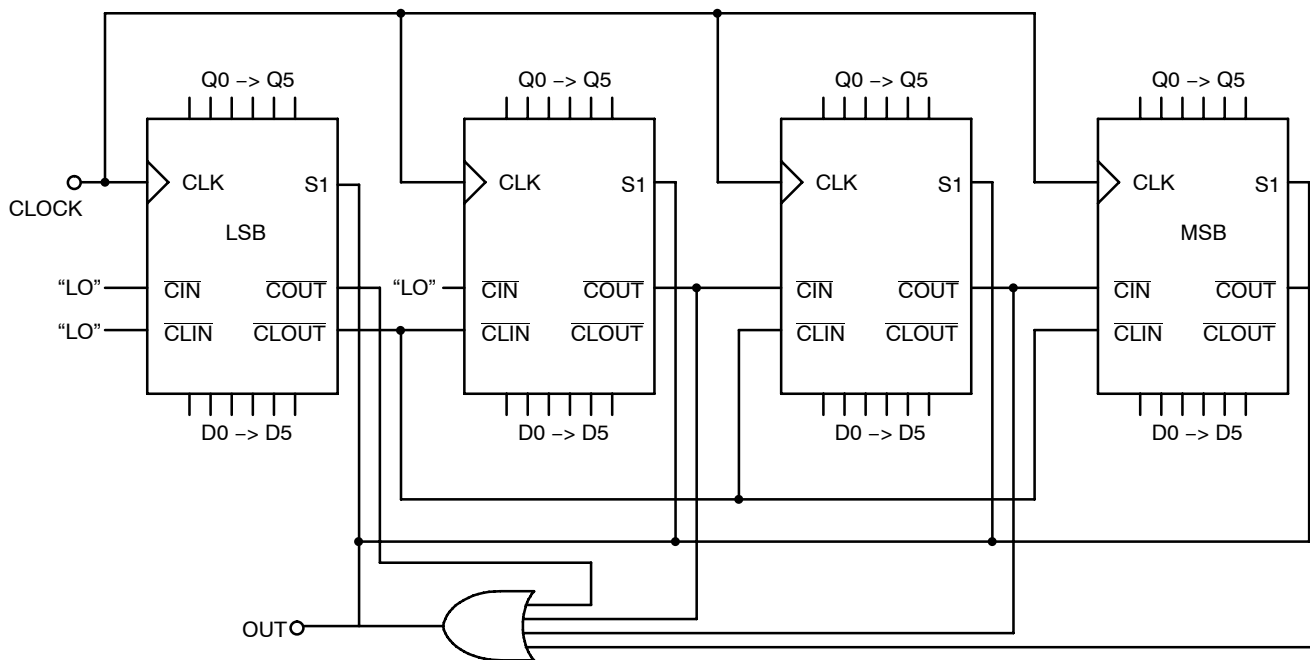 Q0 –> Q5 Q0 –> Q5 Q0 –> Q5 Q0 –> Q5
CLK S1 CLK S1 CLK S1 CLK S1
CLOCK
LSB MSB
“LO” CIN COUT “LO” CIN COUT CIN COUT CIN COUT
“LO” CLIN CLOUT CLIN CLOUT CLIN CLOUT CLIN CLOUT
D0 –> D5 D0 –> D5 D0 –> D5 D0 –> D5
OUT